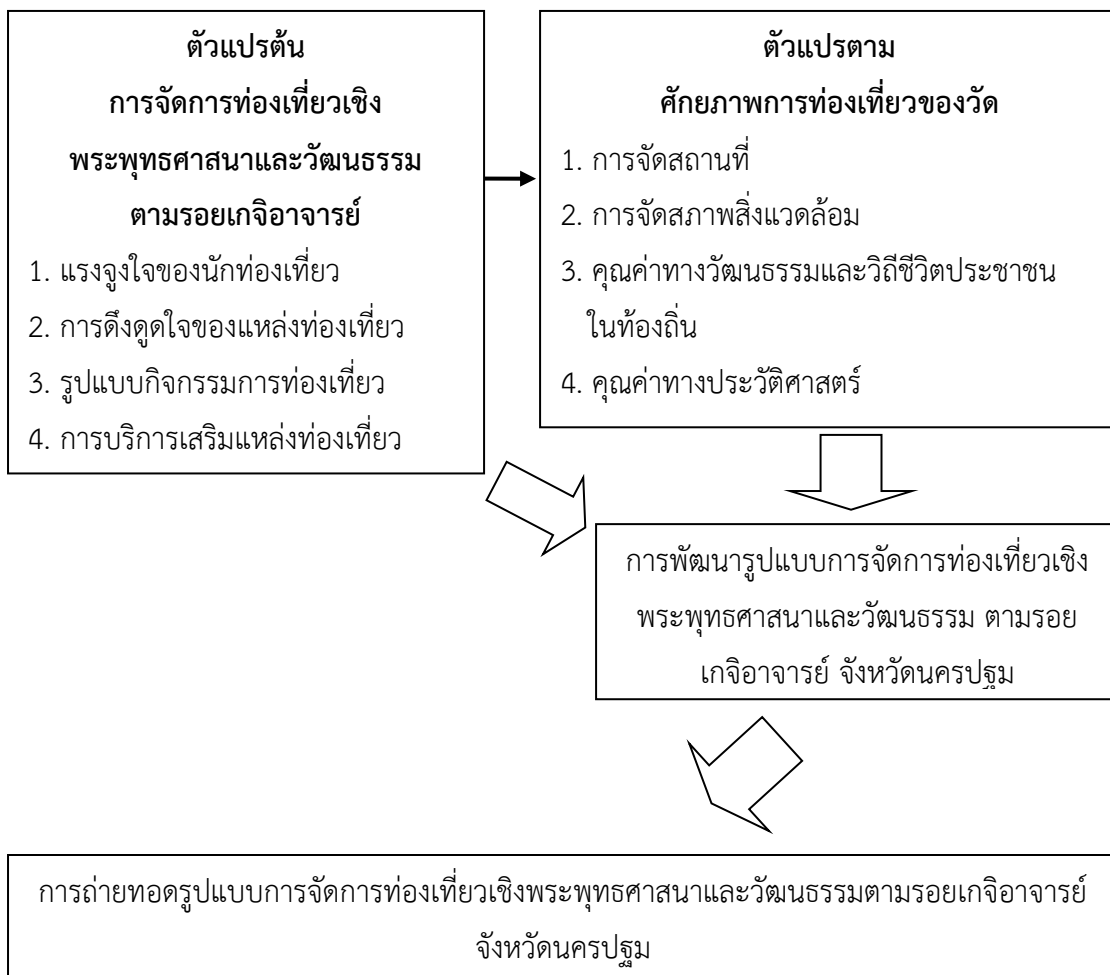 ตัวแปรต้น
การจัดการท่องเที่ยวเชิง
พระพุทธศาสนาและวัฒนธรรม
ตามรอยเกจิอาจารย์
1. แรงจูงใจของนักท่องเที่ยว
2. การดึงดูดใจของแหล่งท่องเที่ยว
3. รูปแบบกิจกรรมการท่องเที่ยว
4. การบริการเสริมแหล่งท่องเที่ยว
ตัวแปรตาม
ศักยภาพการท่องเที่ยวของวัด
1. การจัดสถานที่
2. การจัดสภาพสิ่งแวดล้อม
3. คุณค่าทางวัฒนธรรมและวิถีชีวิตประชาชน
ในท้องถิ่น
4. คุณค่าทางประวัติศาสตร์
การพัฒนารูปแบบการจัดการท่องเที่ยวเชิง
พระพุทธศาสนาและวัฒนธรรม ตามรอย
เกจิอาจารย์ จังหวัดนครปฐม
การถ่ายทอดรูปแบบการจัดการท่องเที่ยวเชิงพระพุทธศาสนาและวัฒนธรรมตามรอยเกจิอาจารย์
จังหวัดนครปฐม